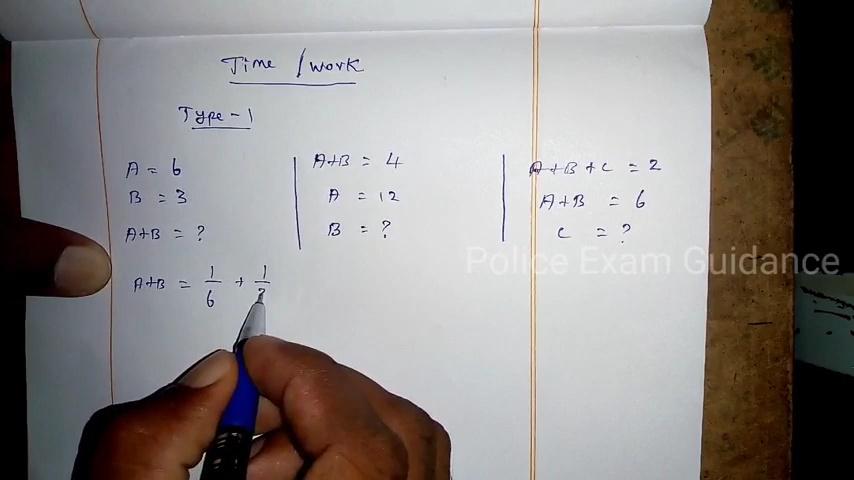 Time / work
Type - 1
A = 6
B = 3
A+B = ?
A+B = 1/6 + 1/3
A+B = 4
A = 12
B = ?
A+B+C = 2
A+B = 6
C = ?
Police Exam Guidance